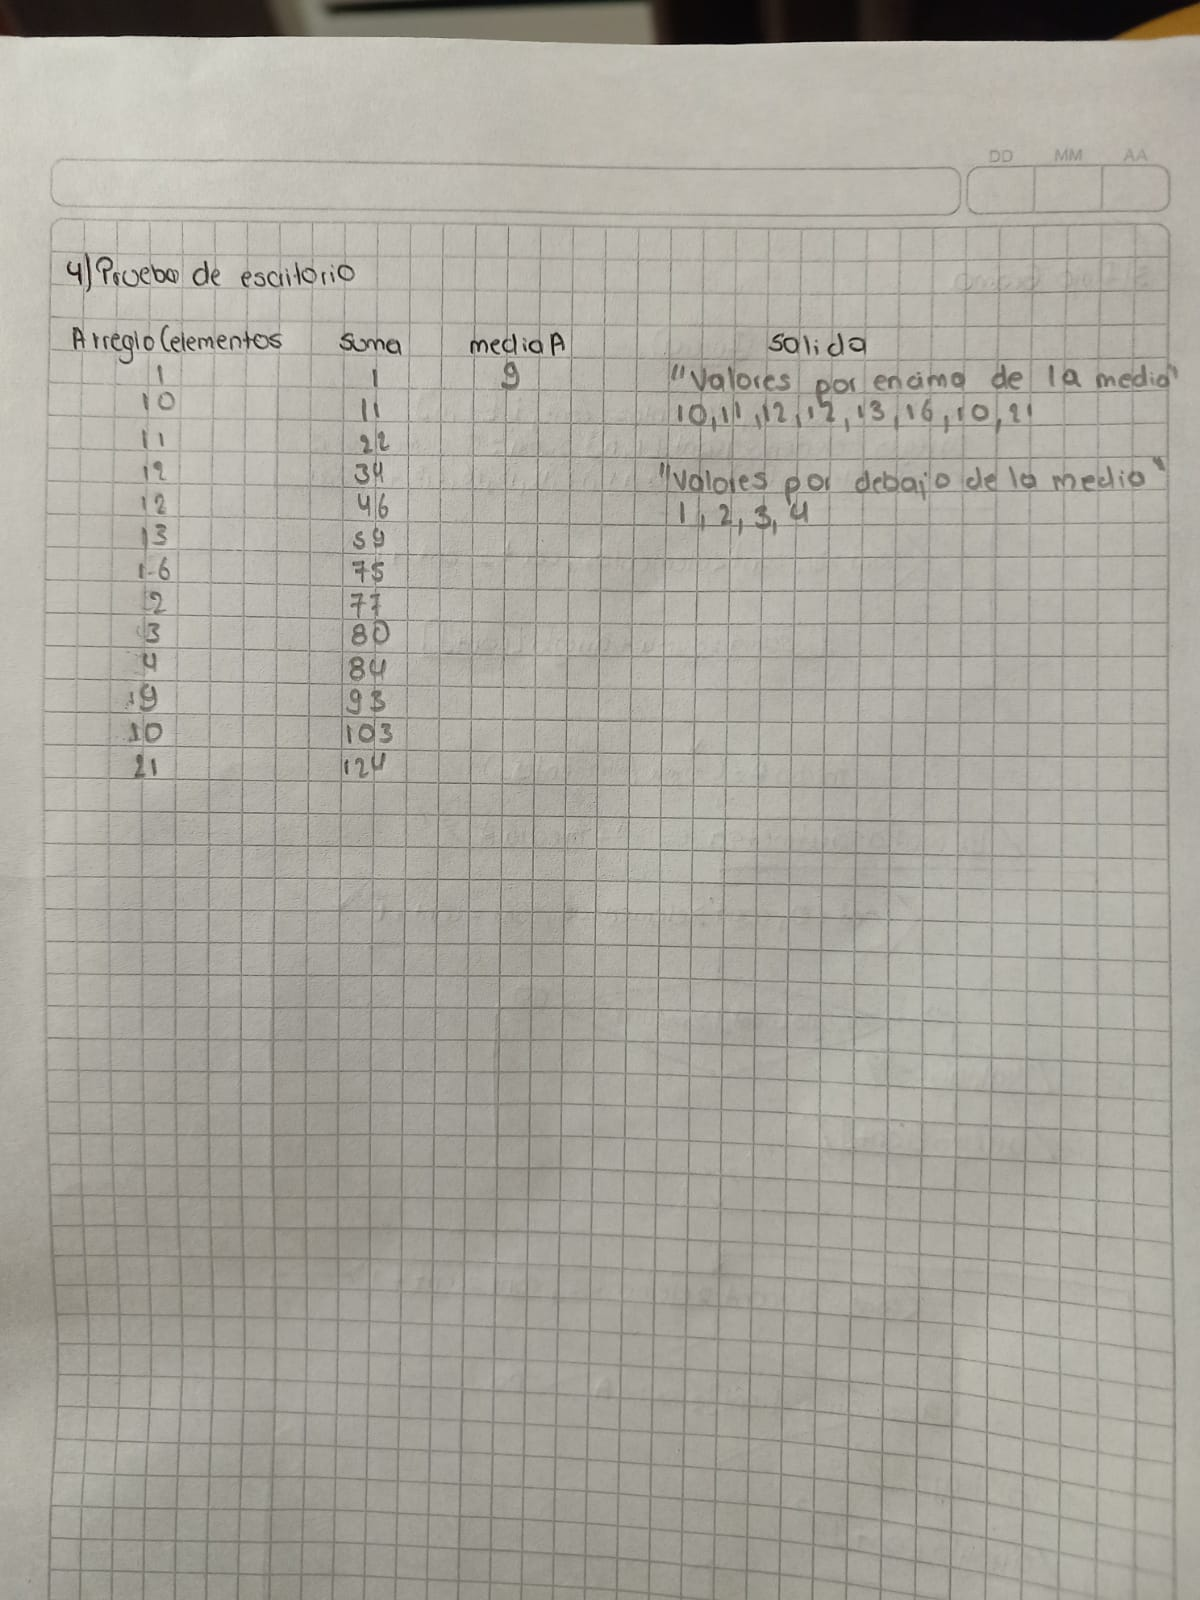 DD MM AA
4) Prueba de escritorio
Arreglo (elementos suma mediaA salida
1 1 9 "Valores por encima de la media"
10 11 10,11,12,12,13,16,10,21
11 22
12 34 "valores por debajo de la media"
12 46 1, 2, 3, 4
13 59
16 75
2 77
3 80
4 84
9 93
10 103
21 124